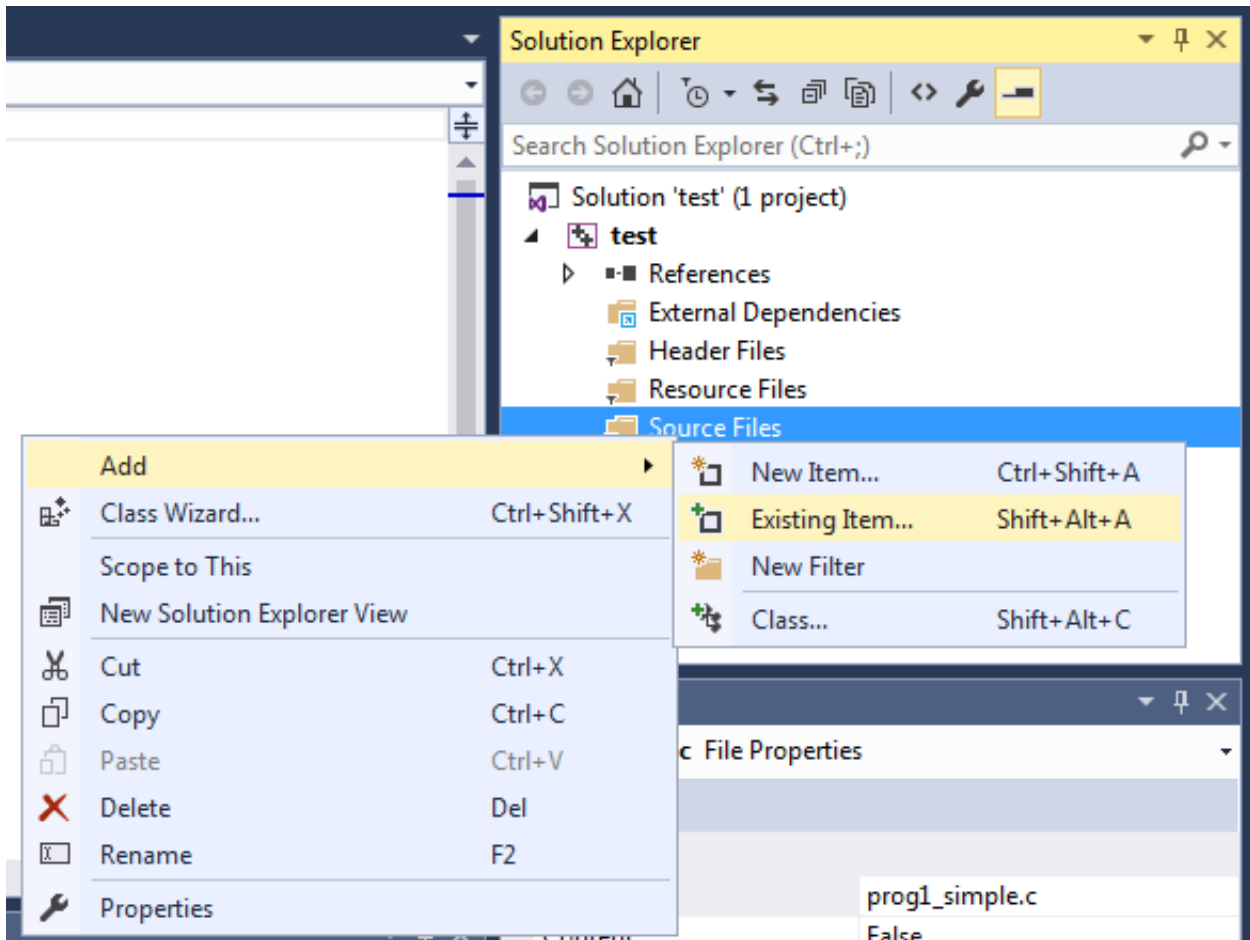 Solution Explorer
Search Solution Explorer (Ctrl+;)
Solution 'test' (1 project)
test
References
External Dependencies
Header Files
Resource Files
Source Files
Add
Class Wizard... Ctrl+Shift+X
Scope to This
New Solution Explorer View
Cut Ctrl+X
Copy Ctrl+C
Paste Ctrl+V
Delete Del
Rename F2
Properties
New Item... Ctrl+Shift+A
Existing Item... Shift+Alt+A
New Filter
Class... Shift+Alt+C
c File Properties
prog1_simple.c
Content False